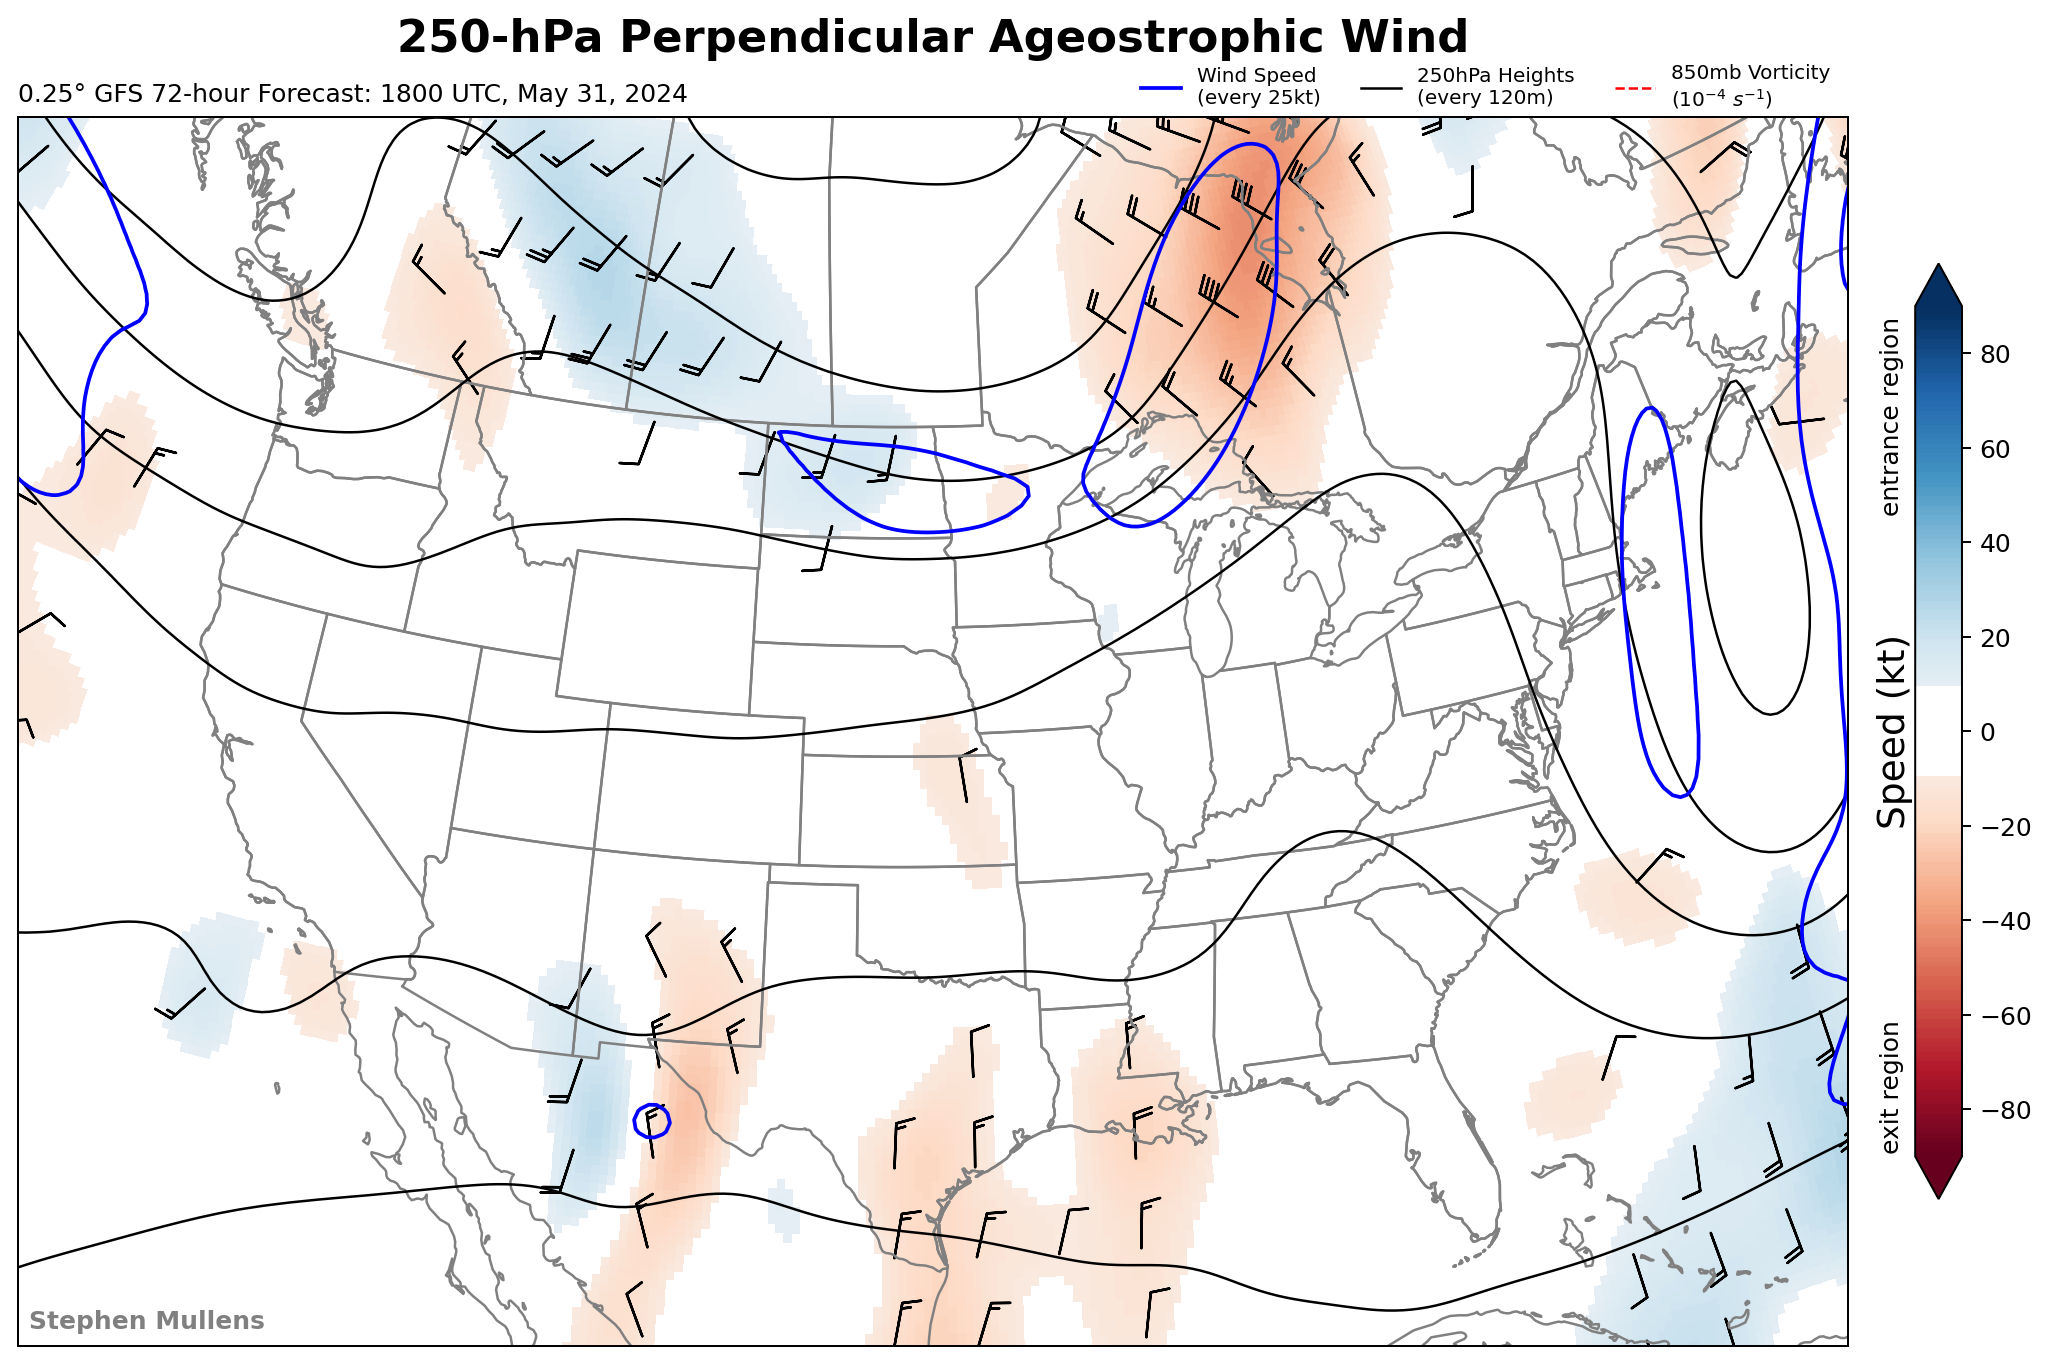 250-hPa Perpendicular Ageostrophic Wind
0.25° GFS 72-hour Forecast: 1800 UTC, May 31, 2024
Wind Speed
(every 25kt)
250hPa Heights
(every 120m)
850mb Vorticity
(10⁻⁴ s⁻¹)
entrance region
Speed (kt)
exit region
80
60
40
20
0
−20
−40
−60
−80
Stephen Mullens